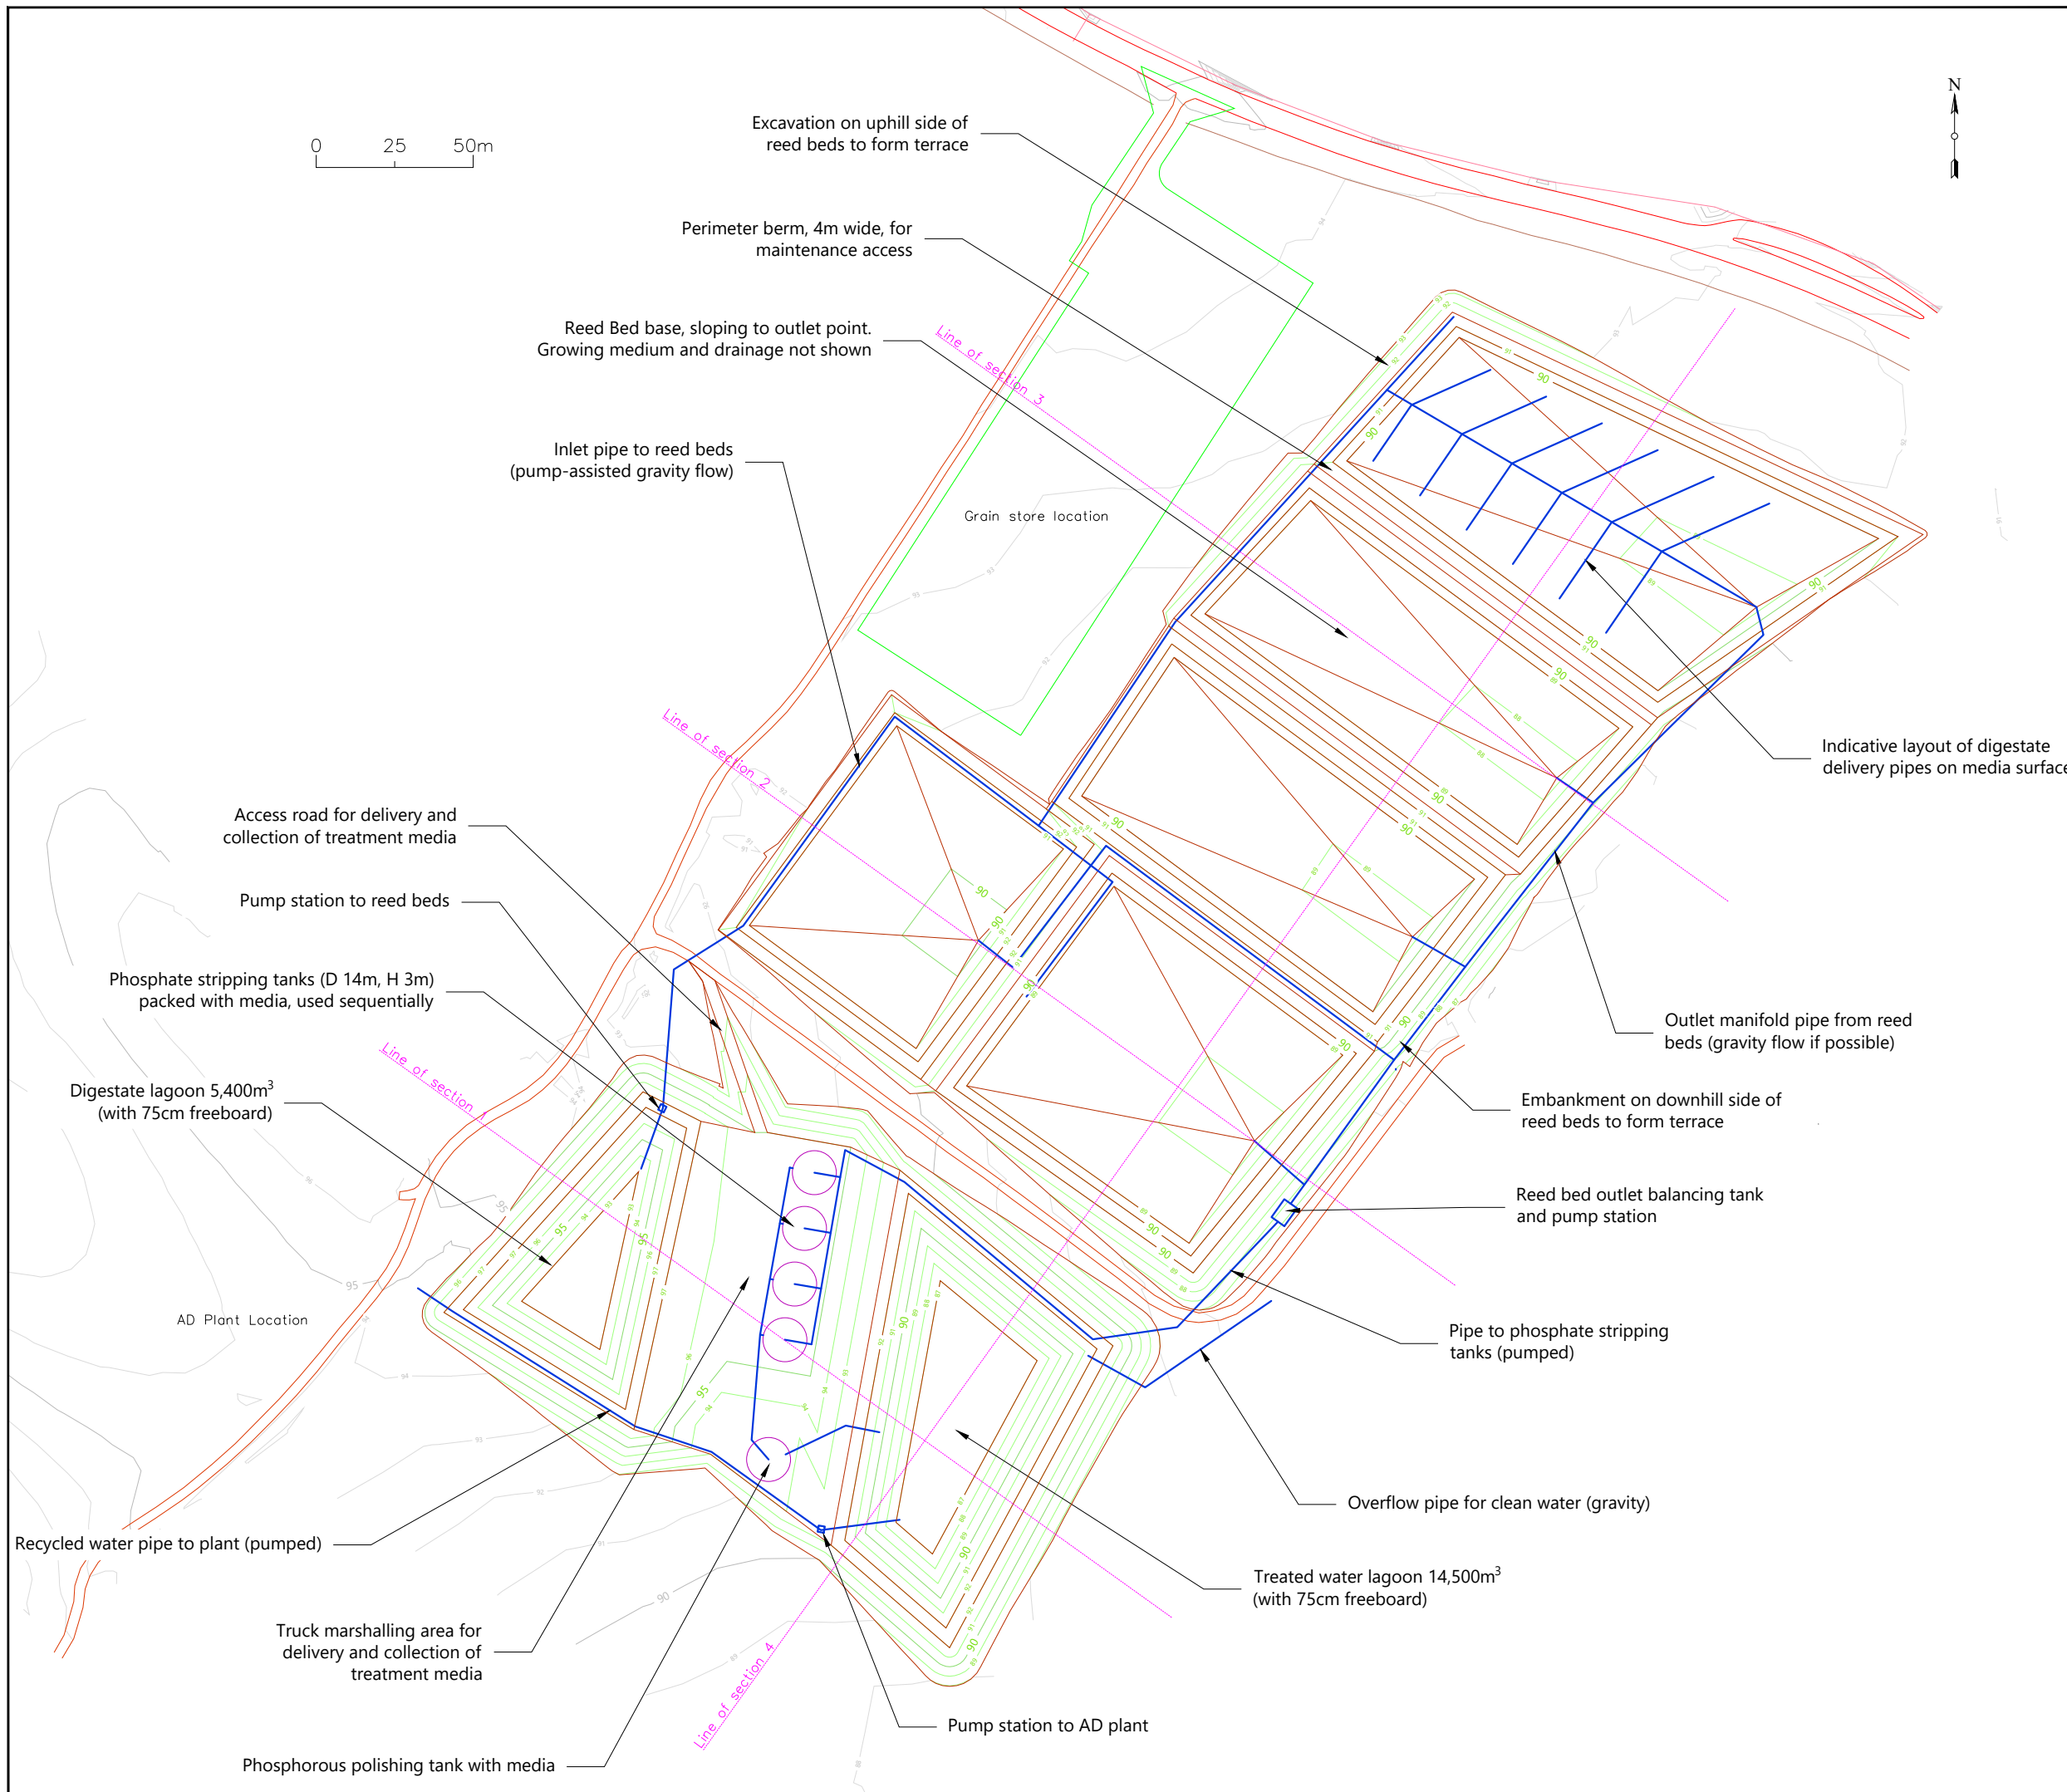 N
0 25 50m
Excavation on uphill side of
reed beds to form terrace
Perimeter berm, 4m wide, for
maintenance access
Reed Bed base, sloping to outlet point.
Growing medium and drainage not shown
Line of section 3
Inlet pipe to reed beds
(pump-assisted gravity flow)
Grain store location
Line of section 2
Indicative layout of digestate
delivery pipes on media surface
Access road for delivery and
collection of treatment media
Pump station to reed beds
Phosphate stripping tanks (D 14m, H 3m)
packed with media, used sequentially
Outlet manifold pipe from reed
beds (gravity flow if possible)
Line of section 1
Digestate lagoon 5,400m³
(with 75cm freeboard)
Embankment on downhill side of
reed beds to form terrace
Reed bed outlet balancing tank
and pump station
AD Plant Location
Pipe to phosphate stripping
tanks (pumped)
Overflow pipe for clean water (gravity)
Recycled water pipe to plant (pumped)
Treated water lagoon 14,500m³
(with 75cm freeboard)
Truck marshalling area for
delivery and collection of
treatment media
Line of section 4
Pump station to AD plant
Phosphorous polishing tank with media